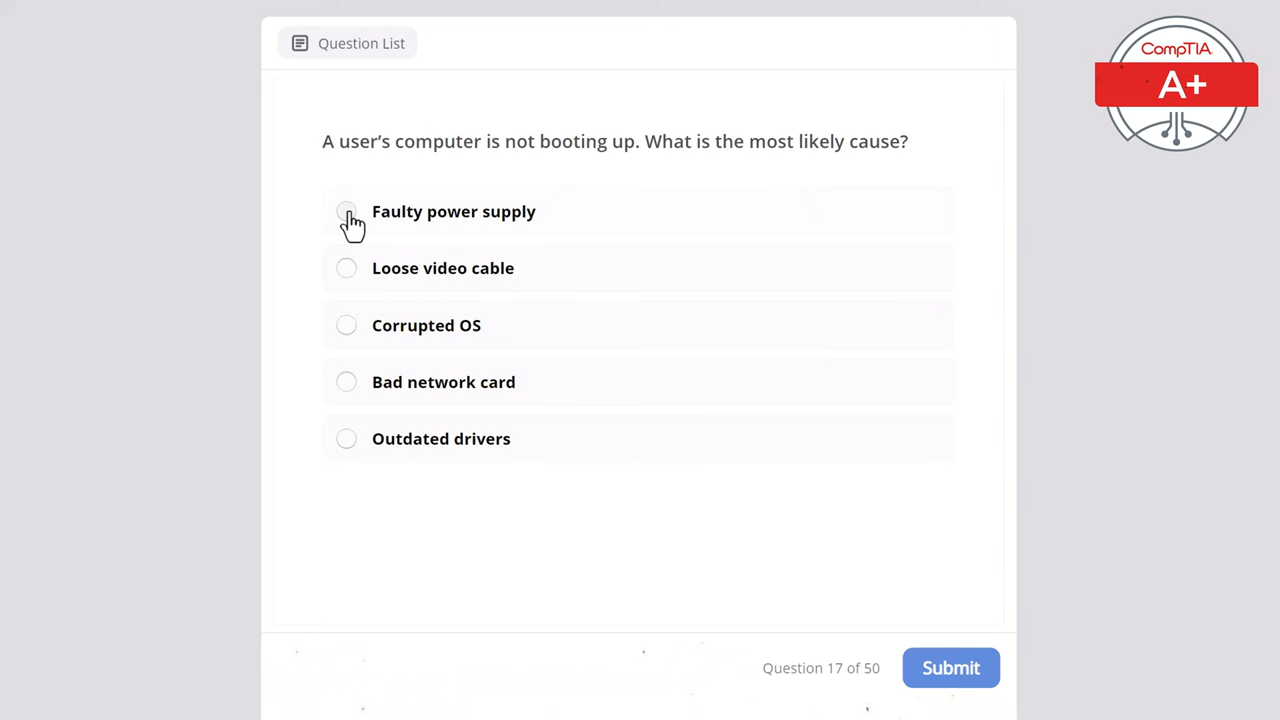 Question List
CompTIA.
A+
A user’s computer is not booting up. What is the most likely cause?
Faulty power supply
Loose video cable
Corrupted OS
Bad network card
Outdated drivers
Question 17 of 50
Submit